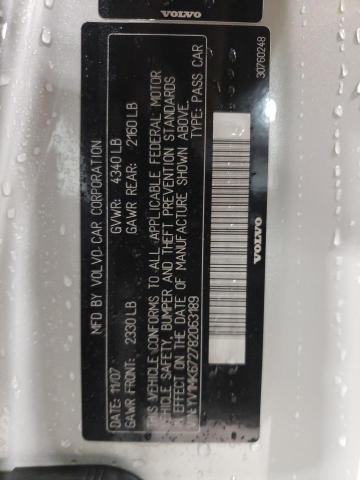 VOLVO
MFD BY VOLVO CAR CORPORATION
DATE: 11/07 GVWR: 4340 LB
GAWR FRONT: 2330 LB GAWR REAR: 2160 LB
THIS VEHICLE CONFORMS TO ALL APPLICABLE FEDERAL MOTOR
VEHICLE SAFETY, BUMPER AND THEFT PREVENTION STANDARDS
IN EFFECT ON THE DATE OF MANUFACTURE SHOWN ABOVE.
VIN: YV1MK672782063189 TYPE: PASS CAR
VOLVO
30760248